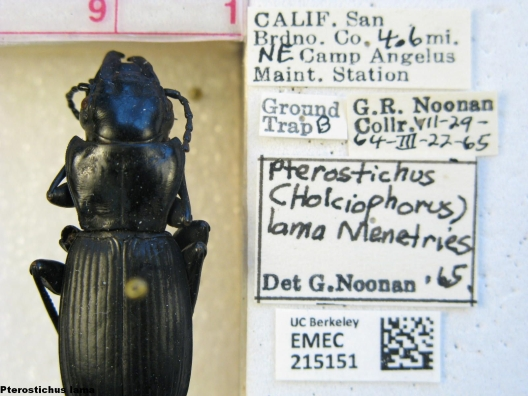 9 1
CALIF. San
Brdno. Co. 4.6 mi.
NE Camp Angelus
Maint. Station
Ground
Trap B
G.R. Noonan
Collr. VII-29-
64-III-22-65
Pterostichus
(Holciophorus)
lama Menetries
Det G.Noonan '65.
UC Berkeley
EMEC
215151
Pterostichus lama